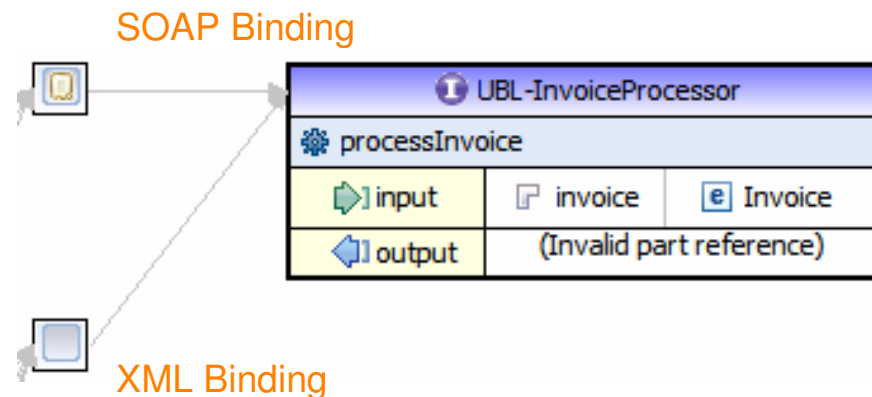 SOAP Binding
UBL-InvoiceProcessor
processInvoice
input invoice Invoice
output (Invalid part reference)
XML Binding